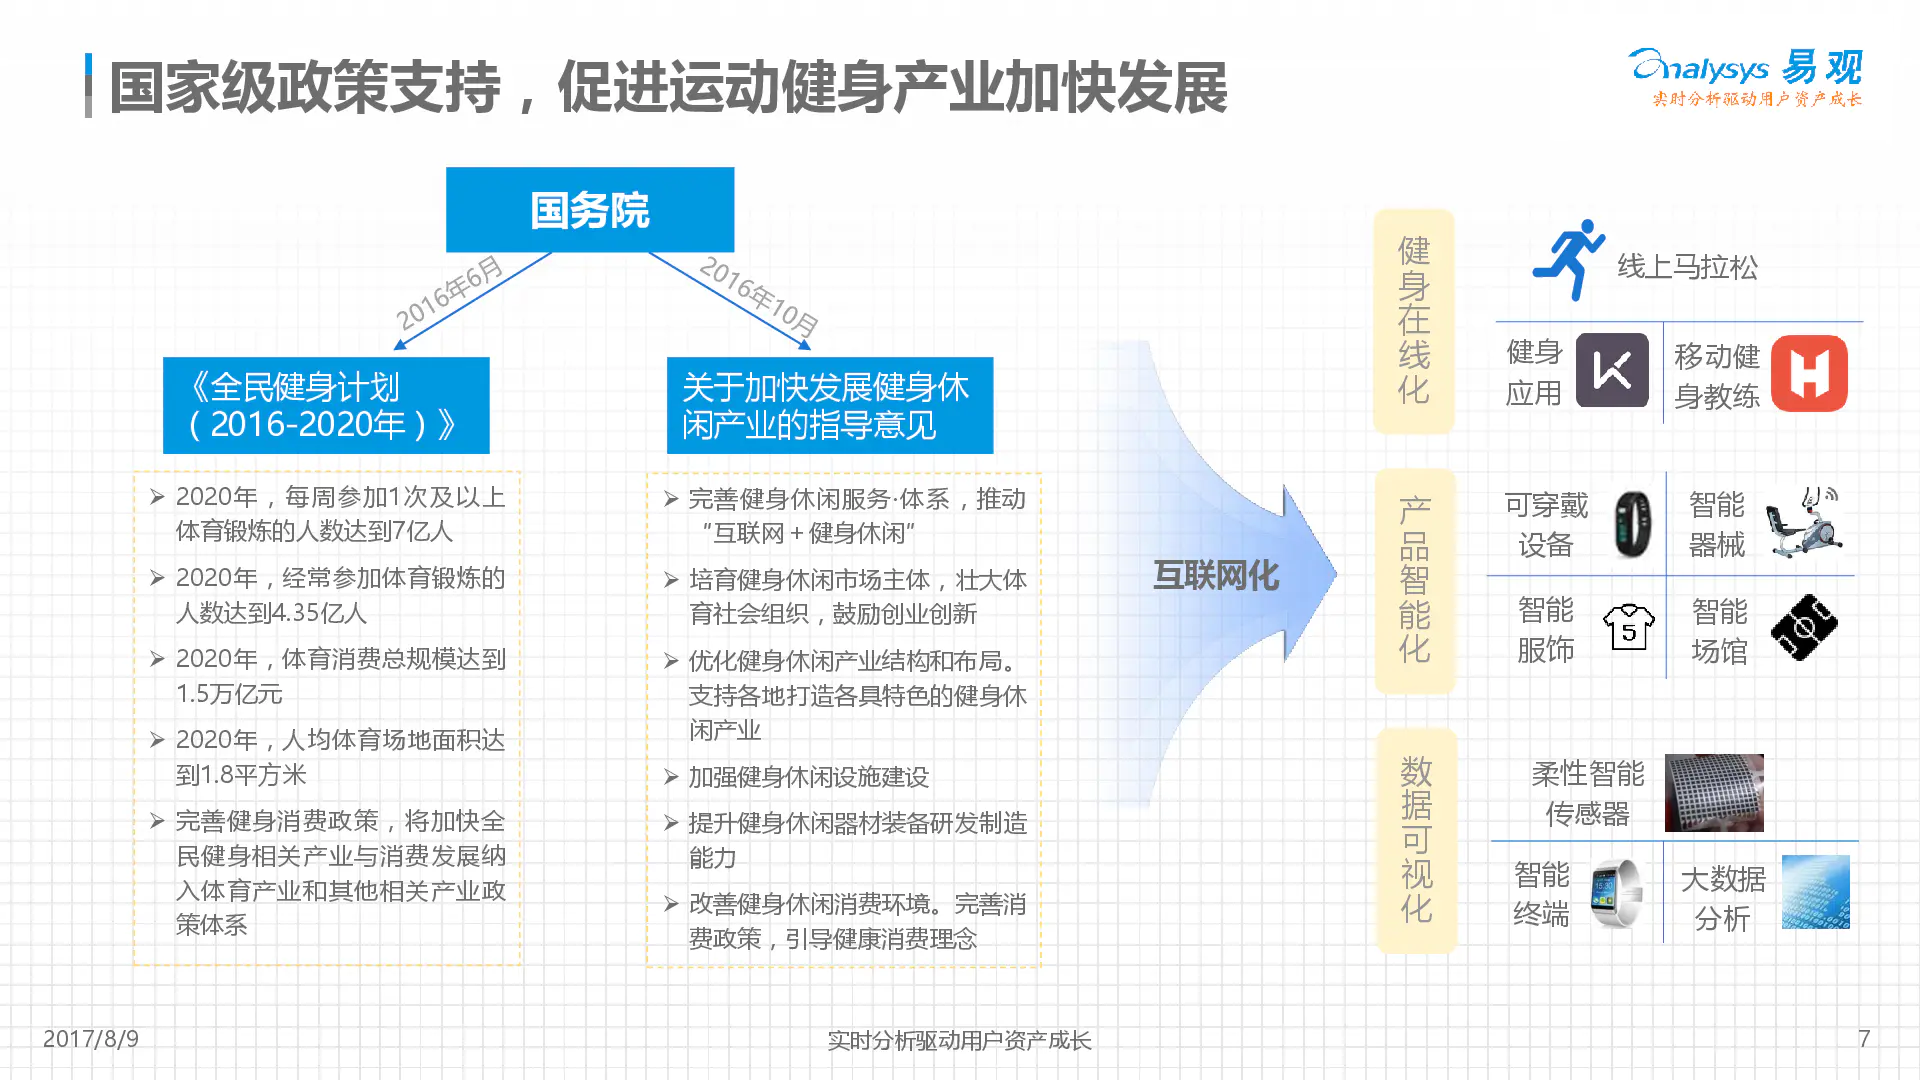 国家级政策支持，促进运动健身产业加快发展
nalysys 易观
实时分析驱动用户资产成长
国务院
2016年6月
2016年10月
《全民健身计划
（2016-2020年）》
关于加快发展健身休
闲产业的指导意见
➢ 2020年，每周参加1次及以上
体育锻炼的人数达到7亿人
➢ 2020年，经常参加体育锻炼的
人数达到4.35亿人
➢ 2020年，体育消费总规模达到
1.5万亿元
➢ 2020年，人均体育场地面积达
到1.8平方米
➢ 完善健身消费政策，将加快全
民健身相关产业与消费发展纳
入体育产业和其他相关产业政
策体系
➢ 完善健身休闲服务·体系，推动
“互联网＋健身休闲”
➢ 培育健身休闲市场主体，壮大体
育社会组织，鼓励创业创新
➢ 优化健身休闲产业结构和布局。
支持各地打造各具特色的健身休
闲产业
➢ 加强健身休闲设施建设
➢ 提升健身休闲器材装备研发制造
能力
➢ 改善健身休闲消费环境。完善消
费政策，引导健康消费理念
互联网化
健身在线化
线上马拉松
健身
应用
移动健
身教练
产品智能化
可穿戴
设备
智能
器械
智能
服饰
5
智能
场馆
数据可视化
柔性智能
传感器
智能
终端
15:30
大数据
分析
2017/8/9
实时分析驱动用户资产成长
7